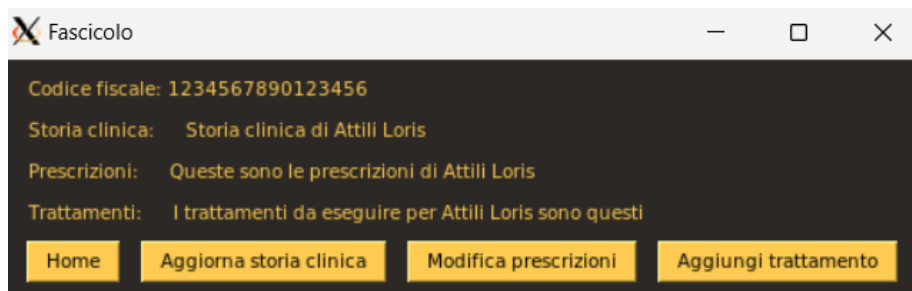 Fascicolo
Codice fiscale: 1234567890123456
Storia clinica: Storia clinica di Attili Loris
Prescrizioni: Queste sono le prescrizioni di Attili Loris
Trattamenti: I trattamenti da eseguire per Attili Loris sono questi
Home Aggiorna storia clinica Modifica prescrizioni Aggiungi trattamento